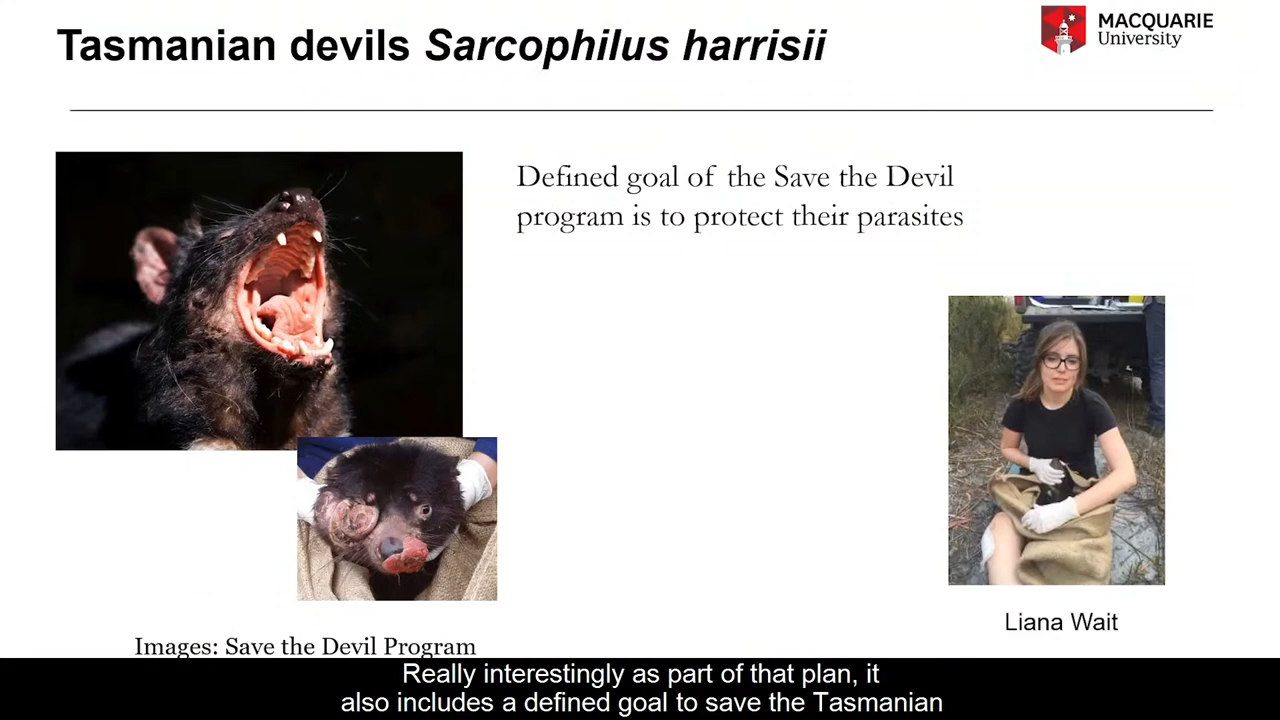 Tasmanian devils Sarcophilus harrisii
MACQUARIE
University
Defined goal of the Save the Devil
program is to protect their parasites
Liana Wait
Images: Save the Devil Program
Really interestingly as part of that plan, it
also includes a defined goal to save the Tasmanian